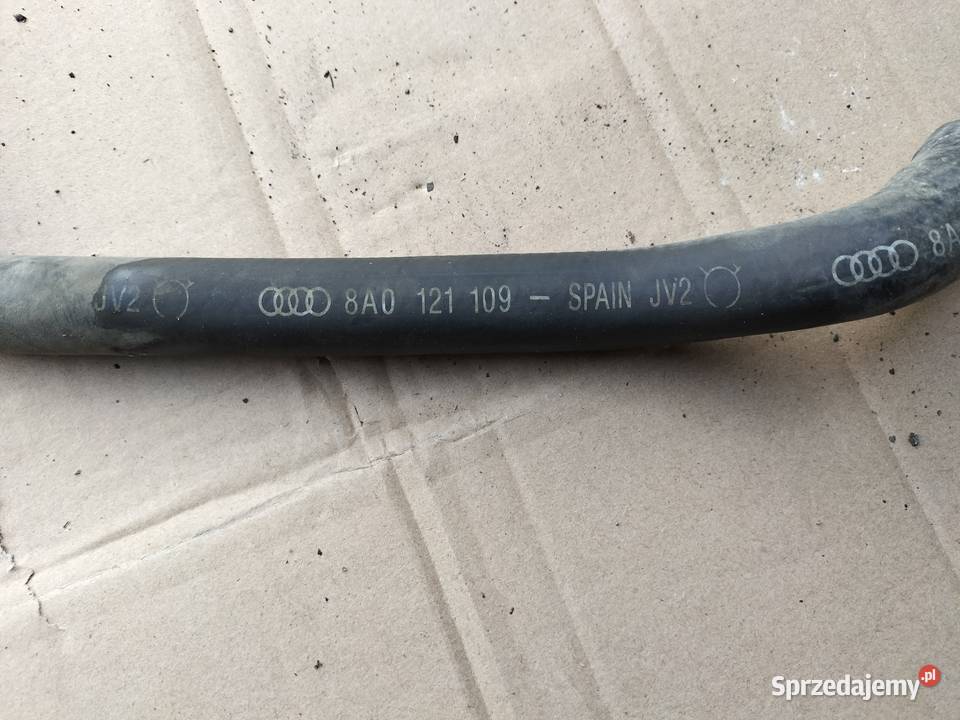 JV2 8A0 121 109 – SPAIN JV2 8A
Sprzedajemy.pl